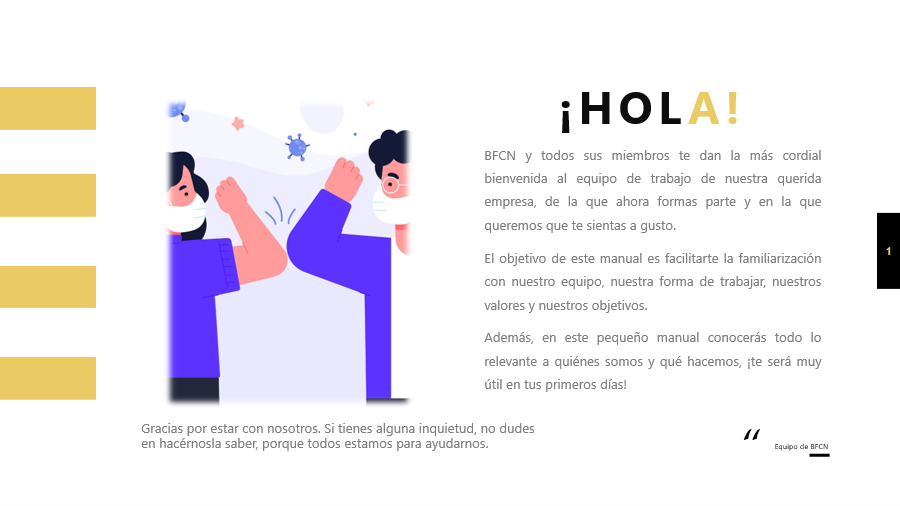 ¡HOLA!
BFCN y todos sus miembros te dan la más cordial
bienvenida al equipo de trabajo de nuestra querida
empresa, de la que ahora formas parte y en la que
queremos que te sientas a gusto.
El objetivo de este manual es facilitarte la familiarización
con nuestro equipo, nuestra forma de trabajar, nuestros
valores y nuestros objetivos.
Además, en este pequeño manual conocerás todo lo
relevante a quiénes somos y qué hacemos, ¡te será muy
útil en tus primeros días!
Gracias por estar con nosotros. Si tienes alguna inquietud, no dudes
en hacérnosla saber, porque todos estamos para ayudarnos.
“
Equipo de BFCN
1